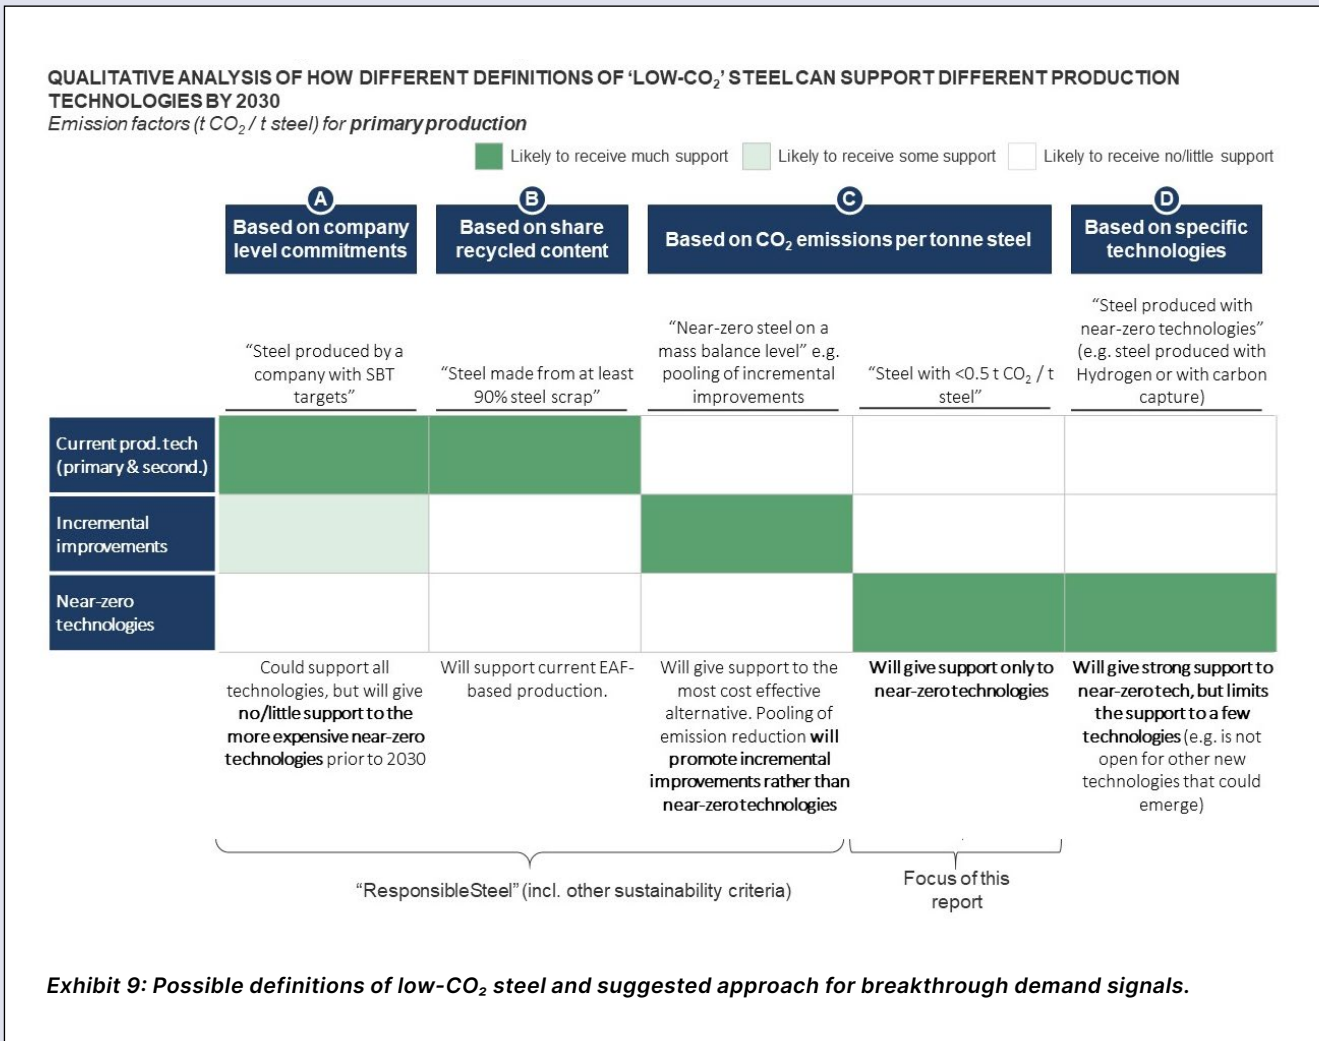 QUALITATIVE ANALYSIS OF HOW DIFFERENT DEFINITIONS OF ‘LOW-CO₂’ STEEL CAN SUPPORT DIFFERENT PRODUCTION
TECHNOLOGIES BY 2030
Emission factors (t CO₂ / t steel) for primary production
Likely to receive much support
Likely to receive some support
Likely to receive no/little support
A
Based on company
level commitments
B
Based on share
recycled content
C
Based on CO₂ emissions per tonne steel
D
Based on specific
technologies
“Steel produced by a
company with SBT
targets”
“Steel made from at least
90% steel scrap”
“Near-zero steel on a
mass balance level” e.g.
pooling of incremental
improvements
“Steel with <0.5 t CO₂ / t
steel”
“Steel produced with
near-zero technologies”
(e.g. steel produced with
Hydrogen or with carbon
capture)
Current prod. tech
(primary & second.)
Incremental
improvements
Near-zero
technologies
Could support all
technologies, but will give
no/little support to the
more expensive near-zero
technologies prior to 2030
Will support current EAF-
based production.
Will give support to the
most cost effective
alternative. Pooling of
emission reduction will
promote incremental
improvements rather than
near-zero technologies
Will give support only to
near-zero technologies
Will give strong support to
near-zero tech, but limits
the support to a few
technologies (e.g. is not
open for other new
technologies that could
emerge)
“ResponsibleSteel” (incl. other sustainability criteria)
Focus of this
report
Exhibit 9: Possible definitions of low-CO₂ steel and suggested approach for breakthrough demand signals.